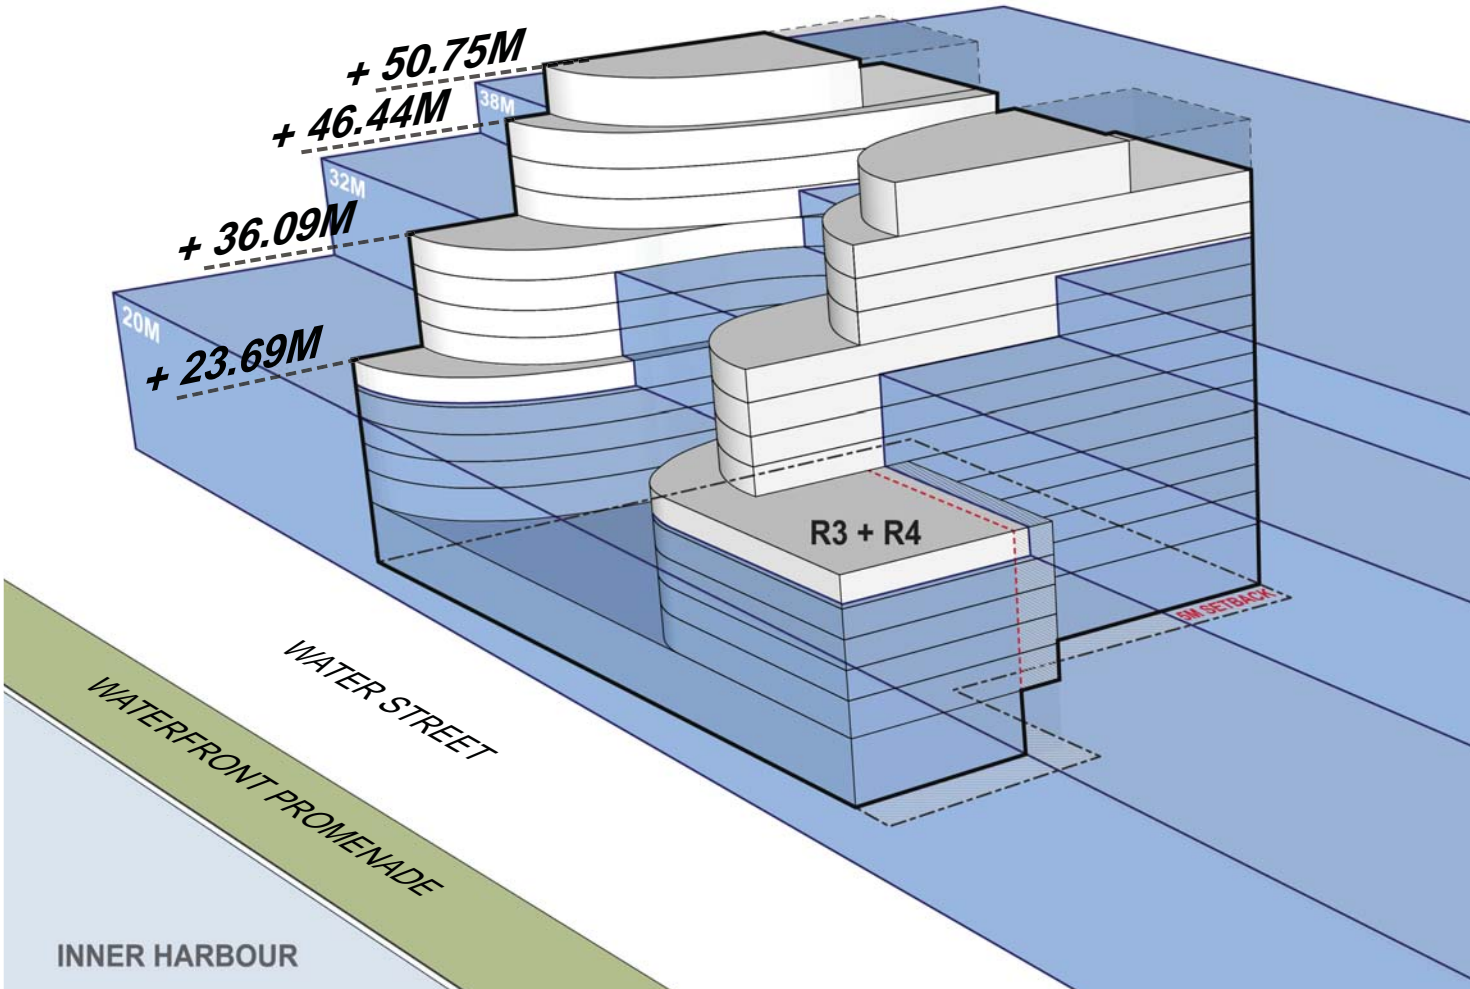 + 50.75M
38M
+ 46.44M
32M
+ 36.09M
20M
+ 23.69M
R3 + R4
5M SETBACK
WATER STREET
WATERFRONT PROMENADE
INNER HARBOUR